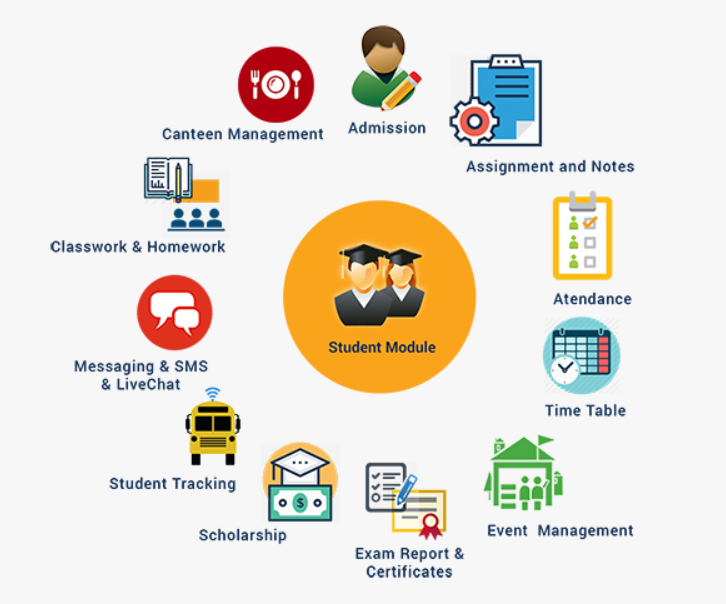 Canteen Management
Admission
Assignment and Notes
Classwork & Homework
Atendance
Student Module
Messaging & SMS
& LiveChat
Time Table
Student Tracking
Scholarship
Event Management
Exam Report &
Certificates